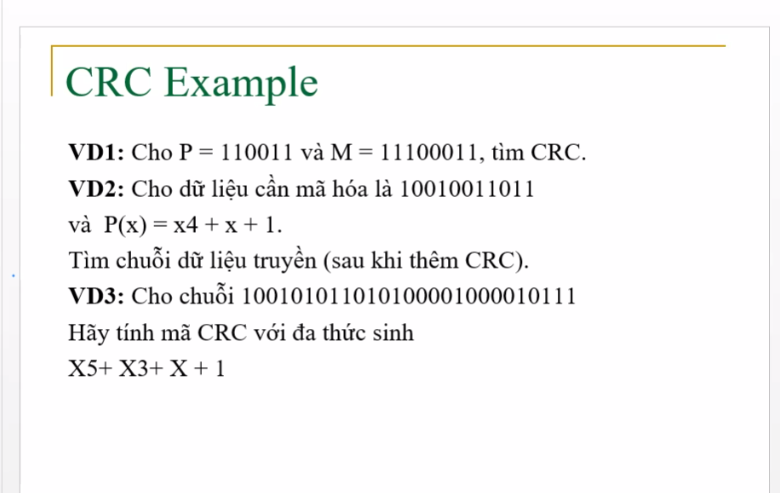 CRC Example
VD1: Cho P = 110011 và M = 11100011, tìm CRC.
VD2: Cho dữ liệu cần mã hóa là 10010011011
và P(x) = x4 + x + 1.
Tìm chuỗi dữ liệu truyền (sau khi thêm CRC).
VD3: Cho chuỗi 100101011010100001000010111
Hãy tính mã CRC với đa thức sinh
X5+ X3+ X + 1